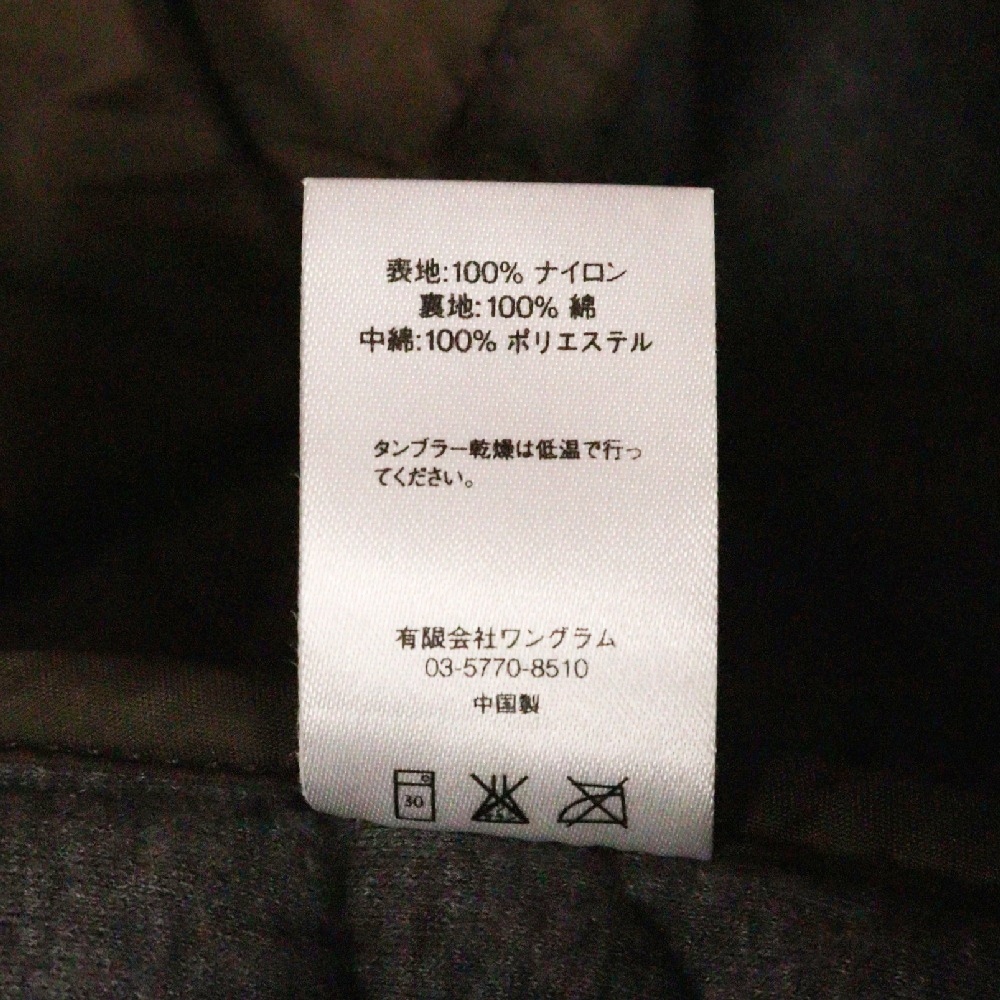 表地:100% ナイロン
裏地:100% 綿
中綿:100% ポリエステル
タンブラー乾燥は低温で行っ
てください。
有限会社ワングラム
03-5770-8510
中国製
30